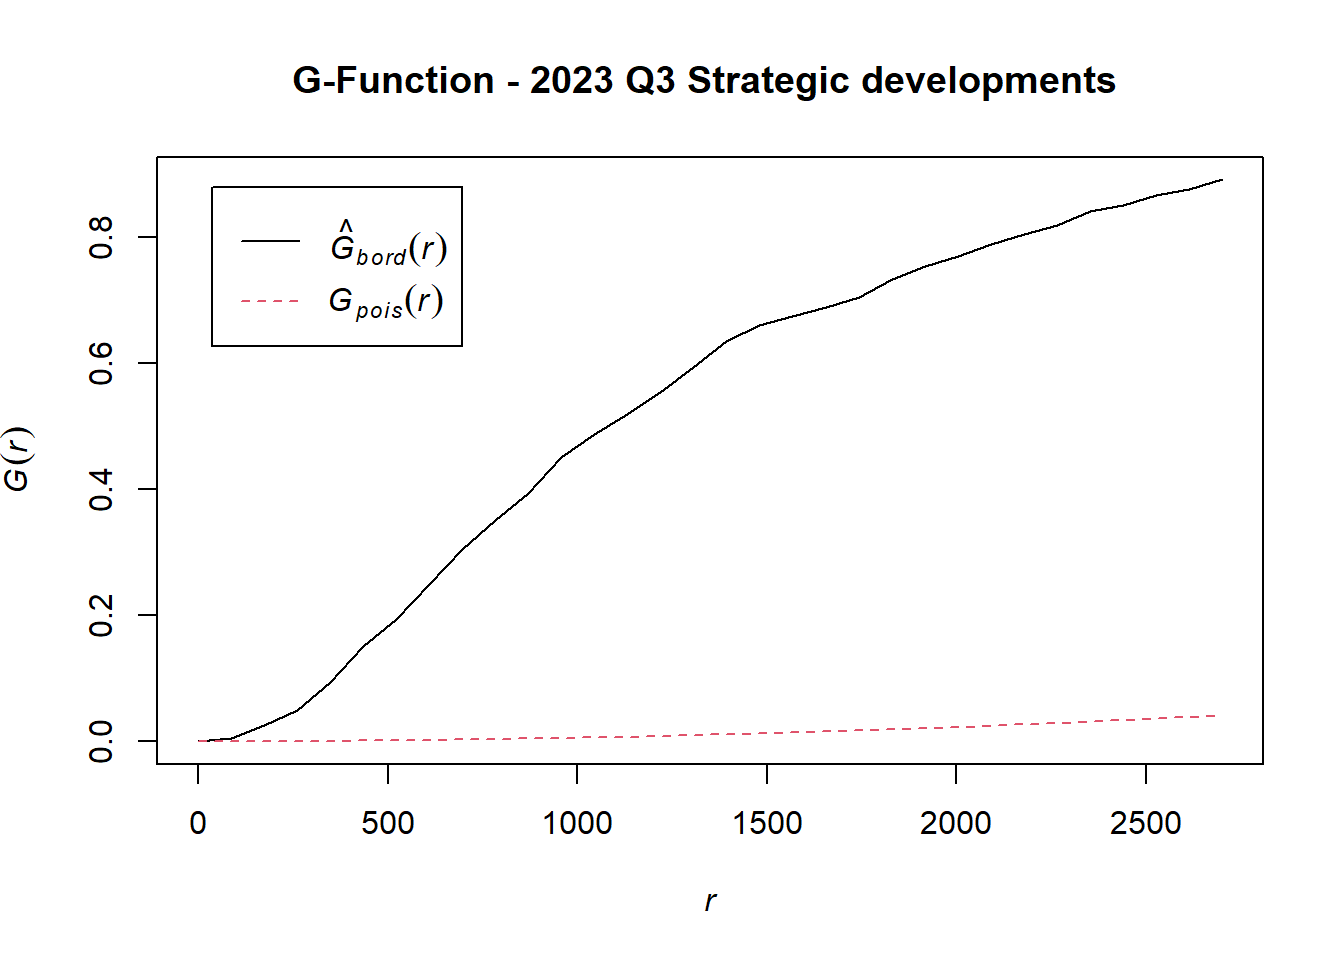 G-Function - 2023 Q3 Strategic developments
Ĝbord(r)
Gpois(r)
G(r)
0.8
0.6
0.4
0.2
0.0
0 500 1000 1500 2000 2500
r